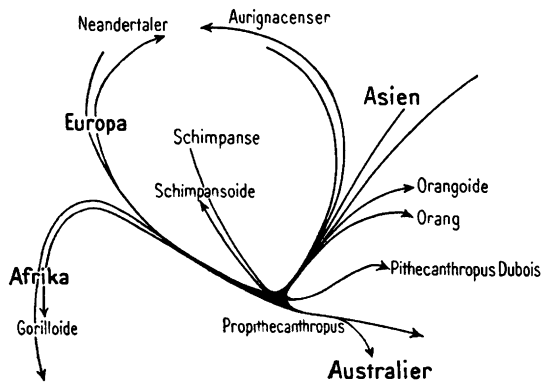 Neandertaler
Aurignacenser
Asien
Europa
Schimpanse
Schimpansoide
Orangoide
Orang
Afrika
Pithecanthropus Dubois
Gorilloide
Propithecanthropus
Australier